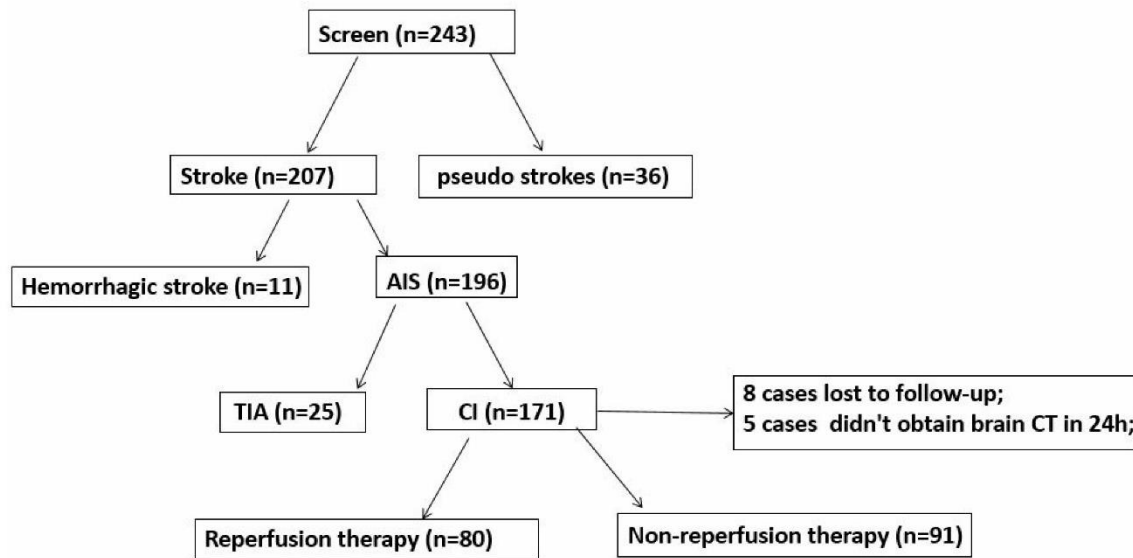 Screen (n=243)
Stroke (n=207)
pseudo strokes (n=36)
Hemorrhagic stroke (n=11)
AIS (n=196)
TIA (n=25)
CI (n=171)
8 cases lost to follow-up;
5 cases didn't obtain brain CT in 24h;
Reperfusion therapy (n=80)
Non-reperfusion therapy (n=91)